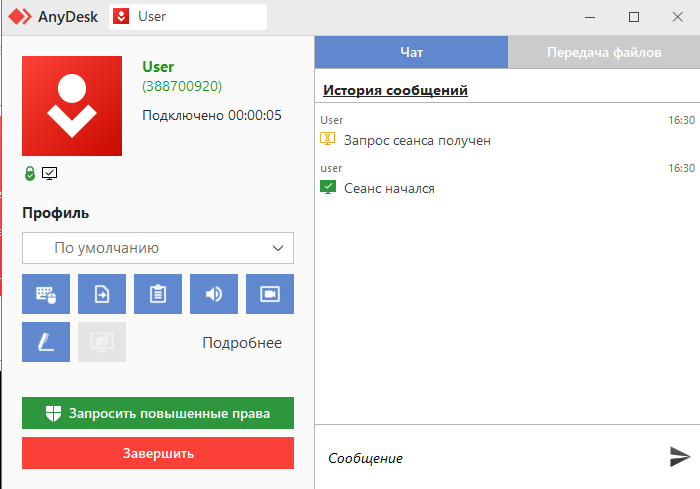 AnyDesk
User
User
(388700920)
Подключено 00:00:05
Профиль
По умолчанию
Подробнее
Запросить повышенные права
Завершить
Чат
Передача файлов
История сообщений
User 16:30
Запрос сеанса получен
user 16:30
Сеанс начался
Сообщение